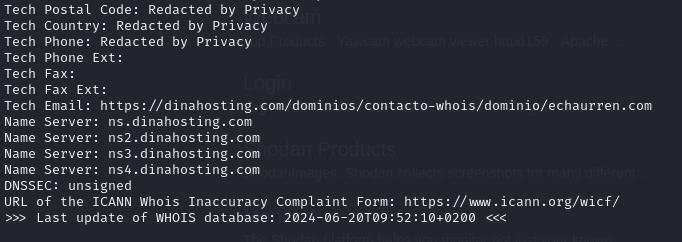 Tech Postal Code: Redacted by Privacy
Tech Country: Redacted by Privacy
Tech Phone: Redacted by Privacy
Tech Phone Ext:
Tech Fax:
Tech Fax Ext:
Tech Email: https://dinahosting.com/dominios/contacto-whois/dominio/echaurren.com
Name Server: ns.dinahosting.com
Name Server: ns2.dinahosting.com
Name Server: ns3.dinahosting.com
Name Server: ns4.dinahosting.com
DNSSEC: unsigned
URL of the ICANN Whois Inaccuracy Complaint Form: https://www.icann.org/wicf/
>>> Last update of WHOIS database: 2024-06-20T09:52:10+0200 <<<
Login
Products